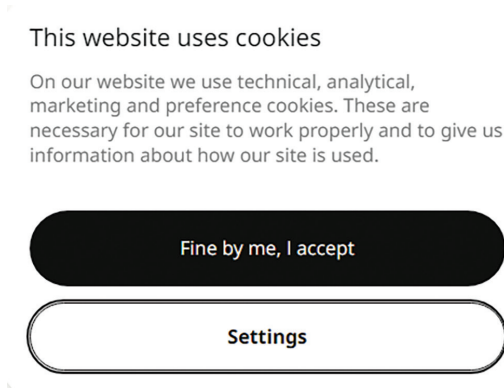 This website uses cookies
On our website we use technical, analytical,
marketing and preference cookies. These are
necessary for our site to work properly and to give us
information about how our site is used.
Fine by me, I accept
Settings